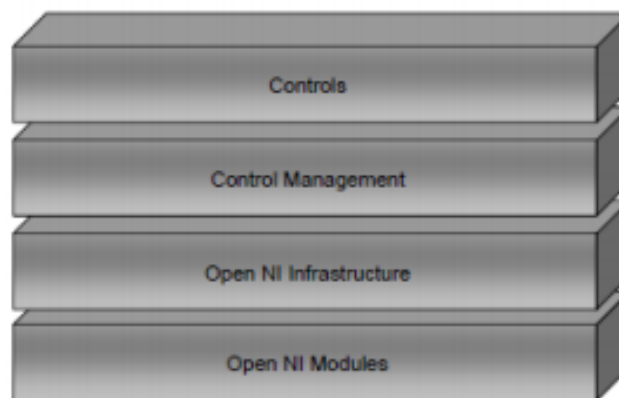 Controls
Control Management
Open NI Infrastructure
Open NI Modules